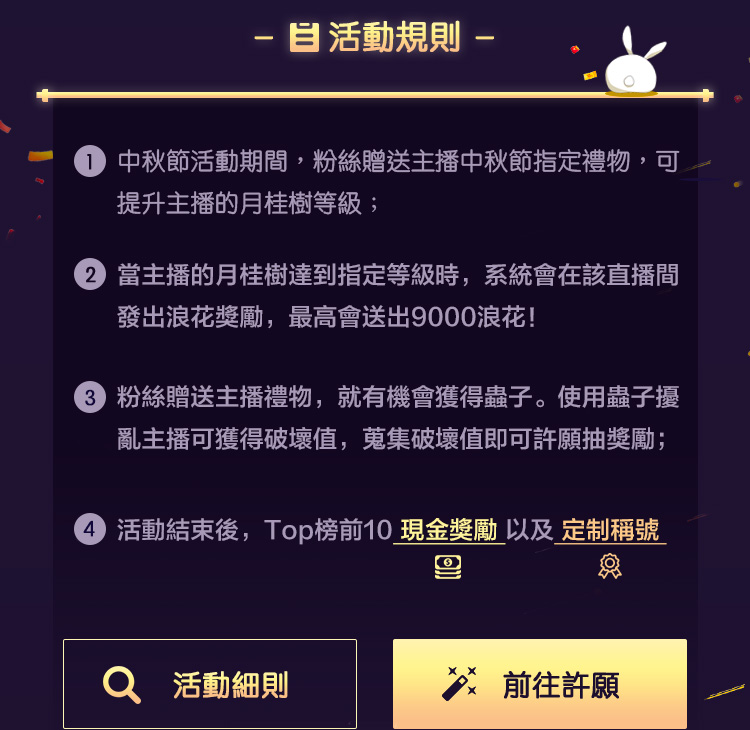 – 活動規則 –
1 中秋節活動期間，粉絲贈送主播中秋節指定禮物，可
提升主播的月桂樹等級；
2 當主播的月桂樹達到指定等級時，系統會在該直播間
發出浪花獎勵，最高會送出9000浪花！
3 粉絲贈送主播禮物，就有機會獲得蟲子。使用蟲子擾
亂主播可獲得破壞值，蒐集破壞值即可許願抽獎勵；
4 活動結束後，Top榜前10 現金獎勵 以及 定制稱號
活動細則
前往許願